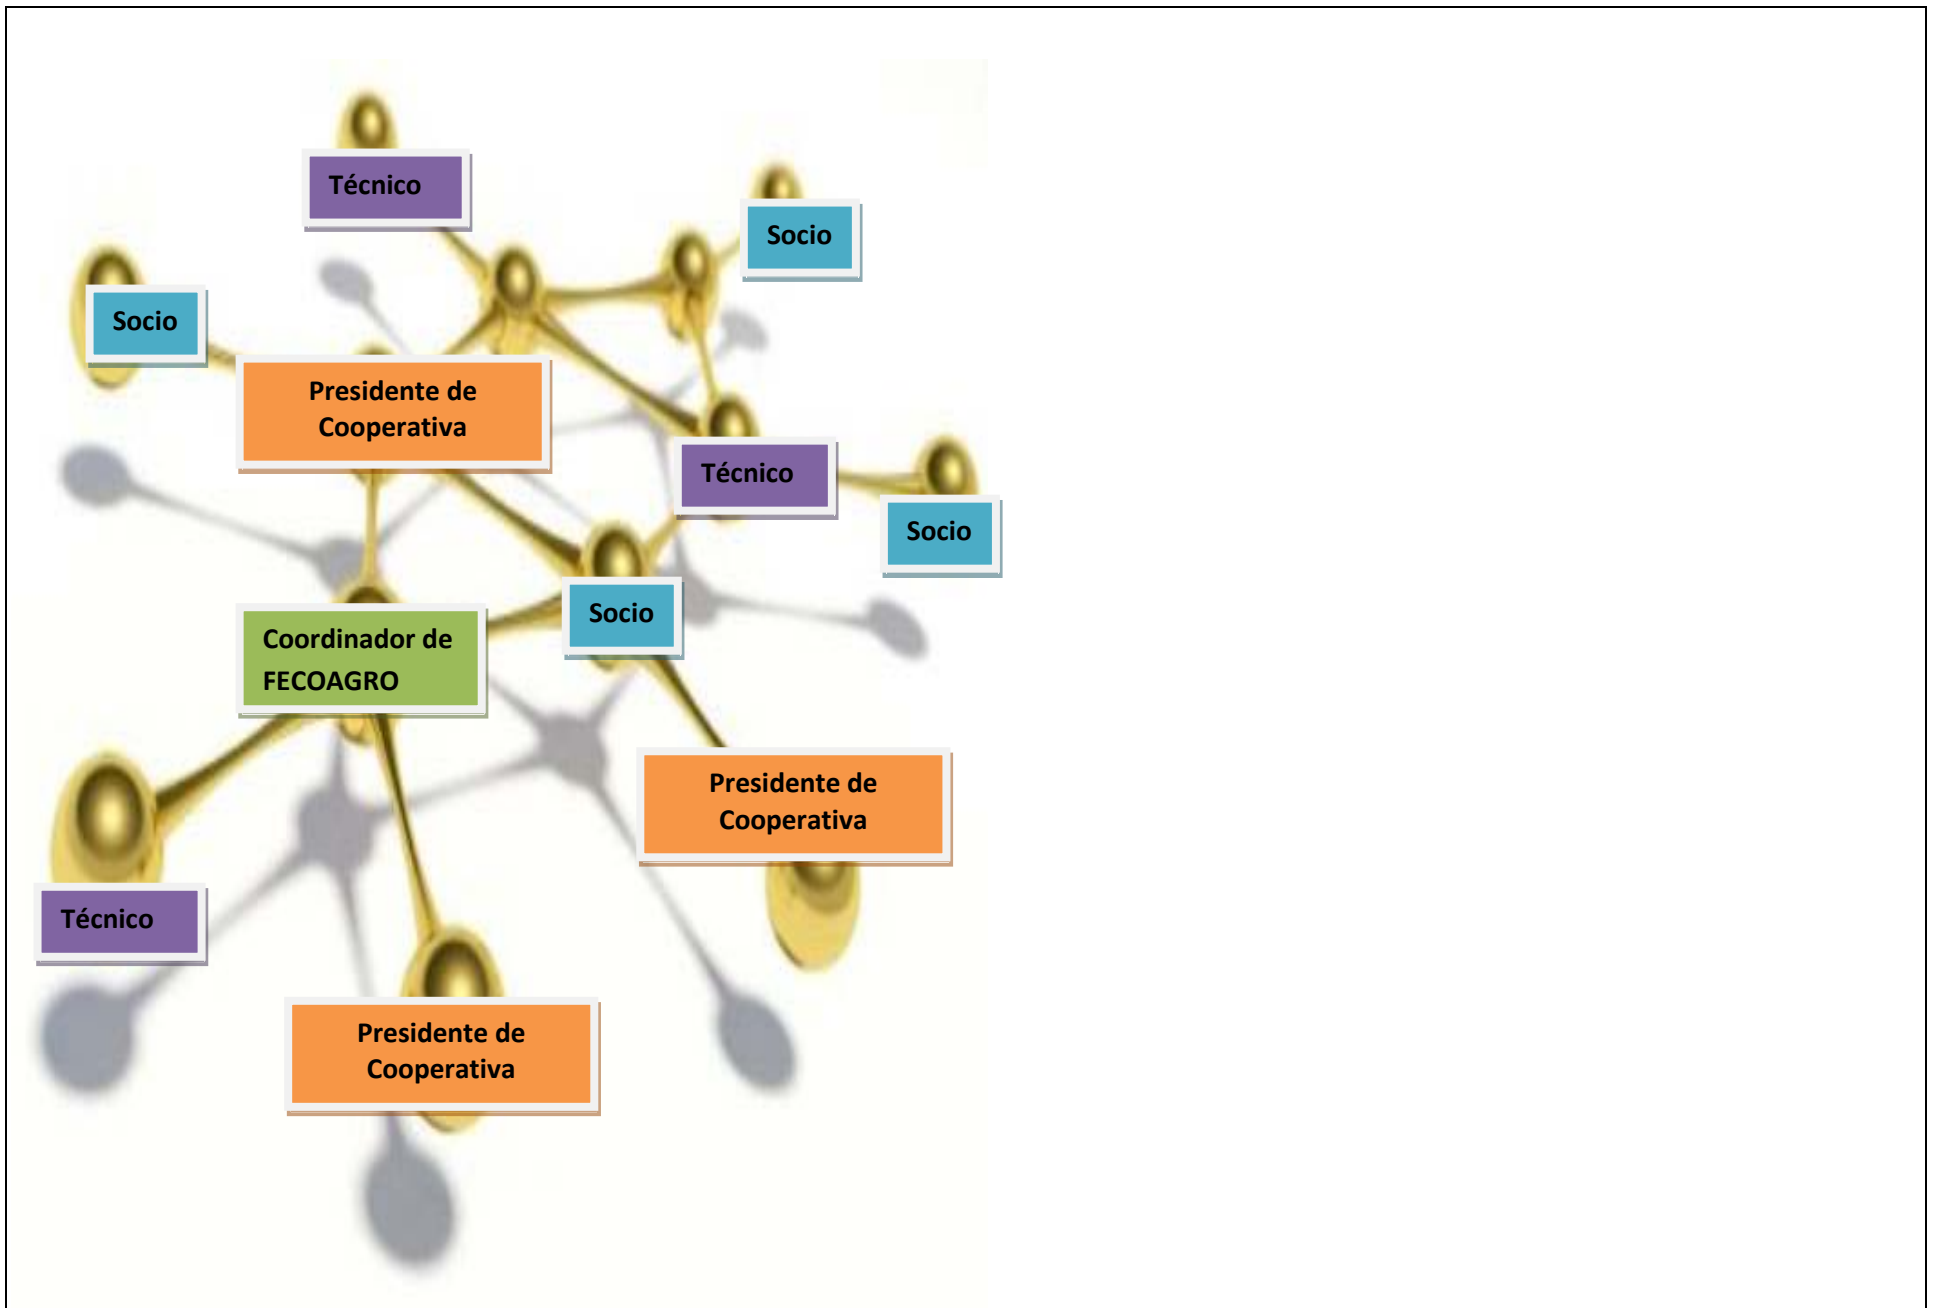 Técnico
Socio
Socio
Presidente de
Cooperativa
Técnico
Socio
Socio
Coordinador de
FECOAGRO
Presidente de
Cooperativa
Técnico
Presidente de
Cooperativa